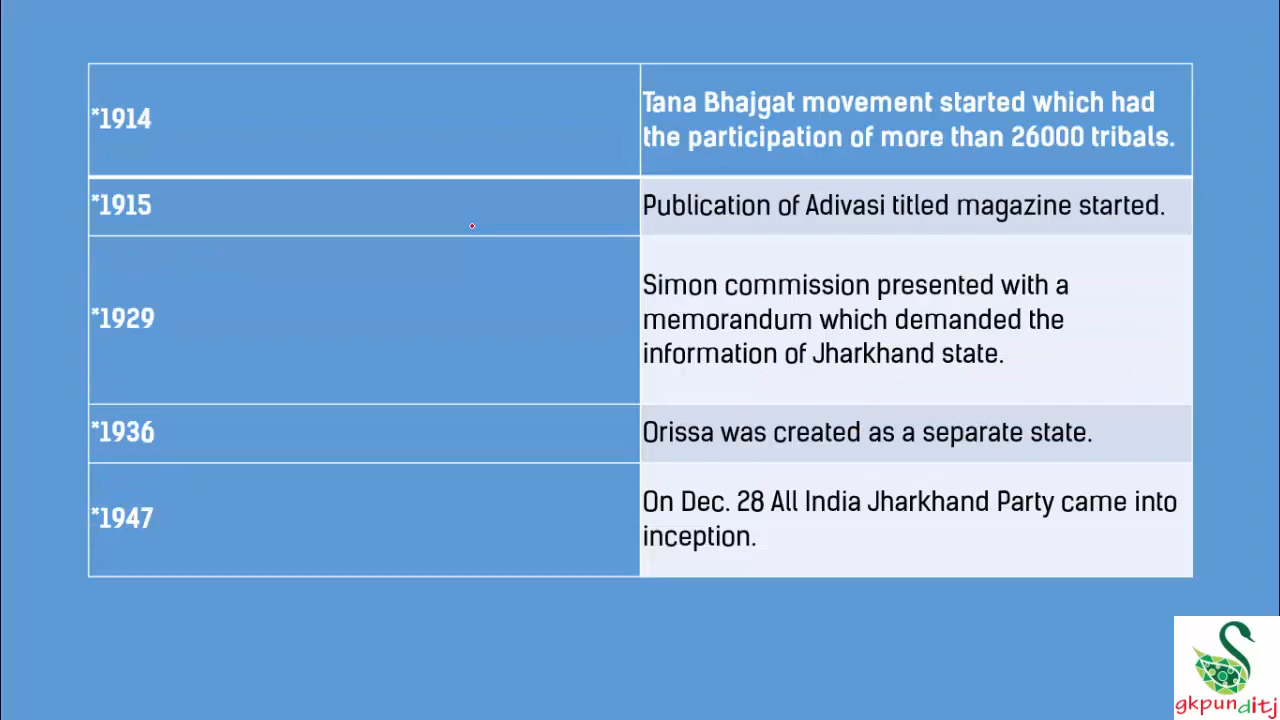 *1914
Tana Bhajgat movement started which had
the participation of more than 26000 tribals.
*1915
Publication of Adivasi titled magazine started.
*1929
Simon commission presented with a
memorandum which demanded the
information of Jharkhand state.
*1936
Orissa was created as a separate state.
*1947
On Dec. 28 All India Jharkhand Party came into
inception.
gkpunditj